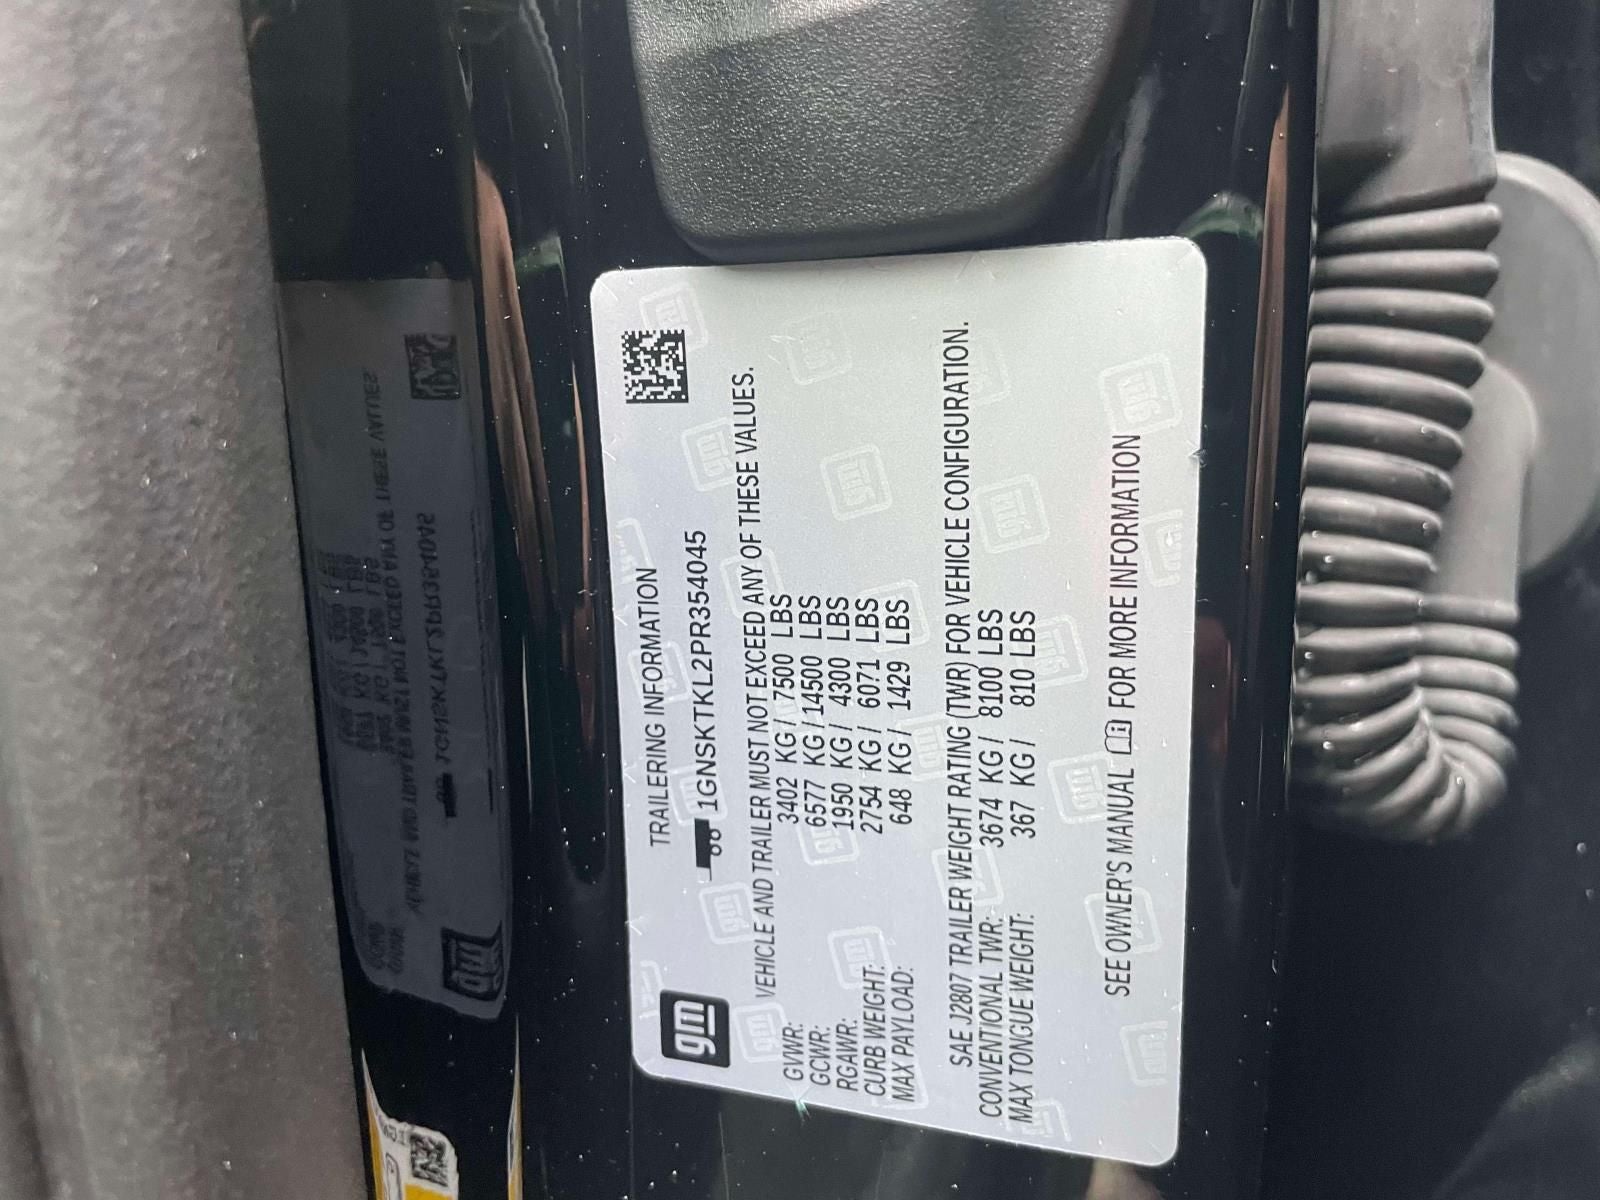 gm
TRAILERING INFORMATION
1GNSKTKL2PR354045
VEHICLE AND TRAILER MUST NOT EXCEED ANY OF THESE VALUES.
GVWR: 3402 KG / 7500 LBS
GCWR: 6577 KG / 14500 LBS
RGAWR: 1950 KG / 4300 LBS
CURB WEIGHT: 2754 KG / 6071 LBS
MAX PAYLOAD: 648 KG / 1429 LBS
SAE J2807 TRAILER WEIGHT RATING (TWR) FOR VEHICLE CONFIGURATION.
CONVENTIONAL TWR: 3674 KG / 8100 LBS
MAX TONGUE WEIGHT: 367 KG / 810 LBS
SEE OWNER'S MANUAL FOR MORE INFORMATION